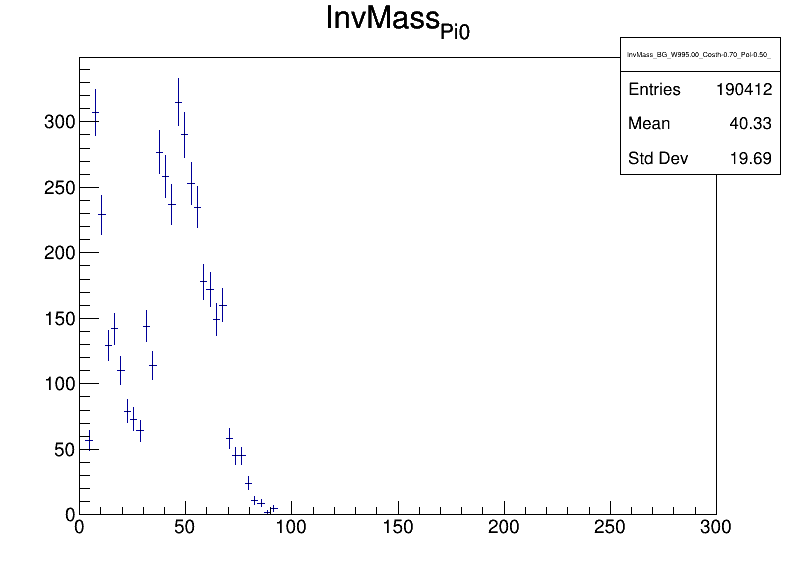 InvMassPi0
InvMass_BG_W995.00_Costh-0.70_Pol-0.50_
Entries 190412
Mean 40.33
Std Dev 19.69
300
250
200
150
100
50
0
0 50 100 150 200 250 300